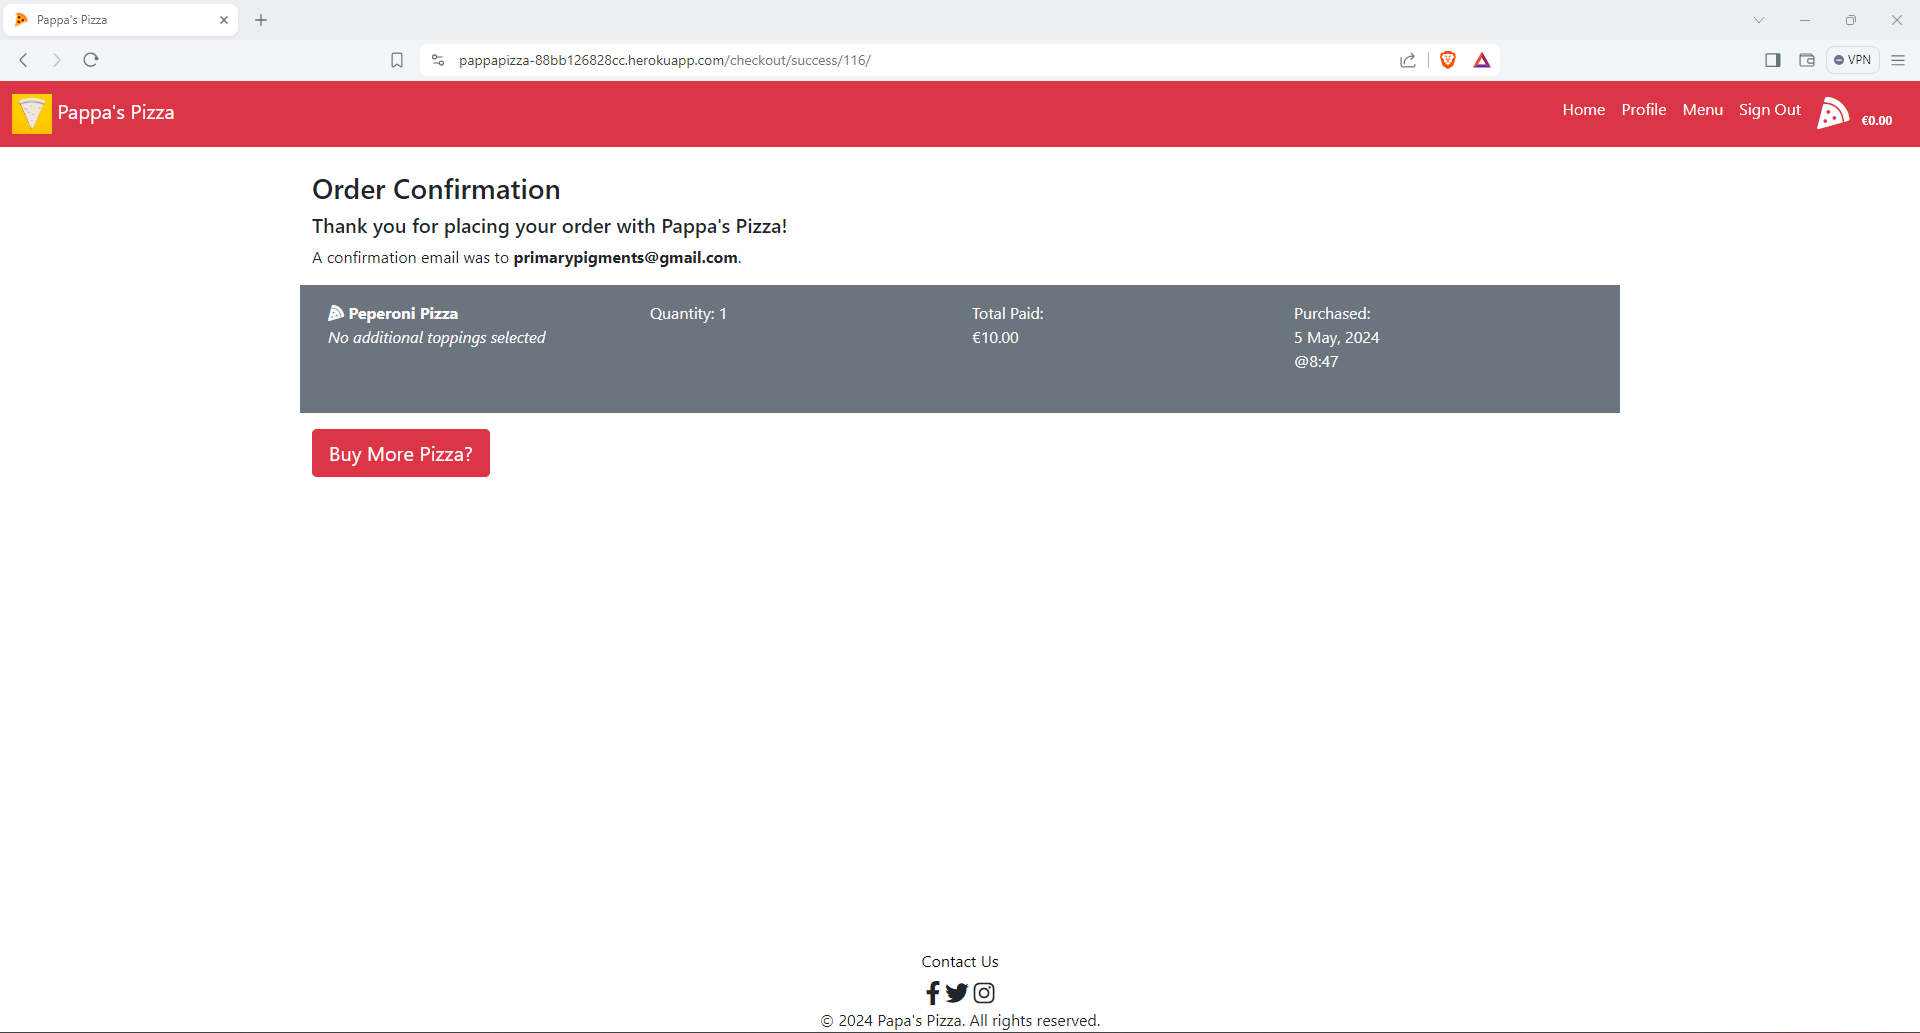 Pappa's Pizza
pappapizza-88bb126828cc.herokuapp.com/checkout/success/116/
VPN
Pappa's Pizza
Home Profile Menu Sign Out €0.00
Order Confirmation
Thank you for placing your order with Pappa's Pizza!
A confirmation email was to primarypigments@gmail.com.
Peperoni Pizza Quantity: 1 Total Paid: Purchased:
No additional toppings selected €10.00 5 May, 2024
@8:47
Buy More Pizza?
Contact Us
© 2024 Papa's Pizza. All rights reserved.